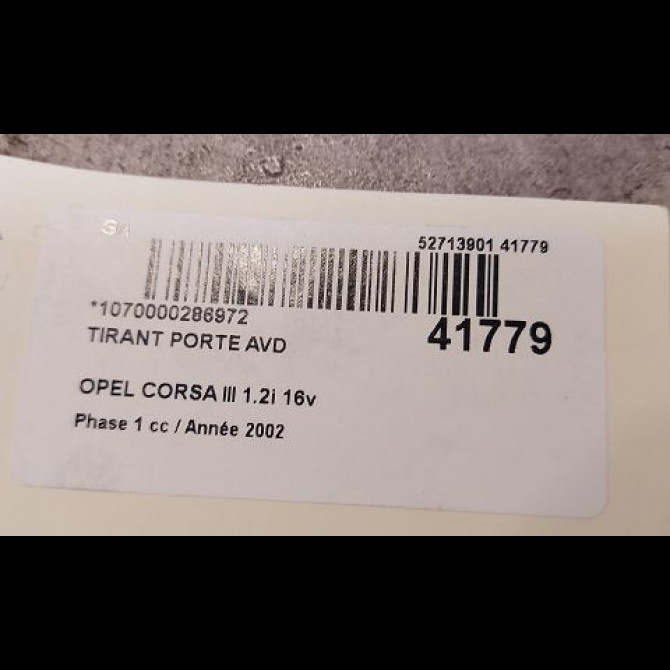 52713901 41779
*1070000286972
41779
TIRANT PORTE AVD
OPEL CORSA III 1.2i 16v
Phase 1 cc / Année 2002